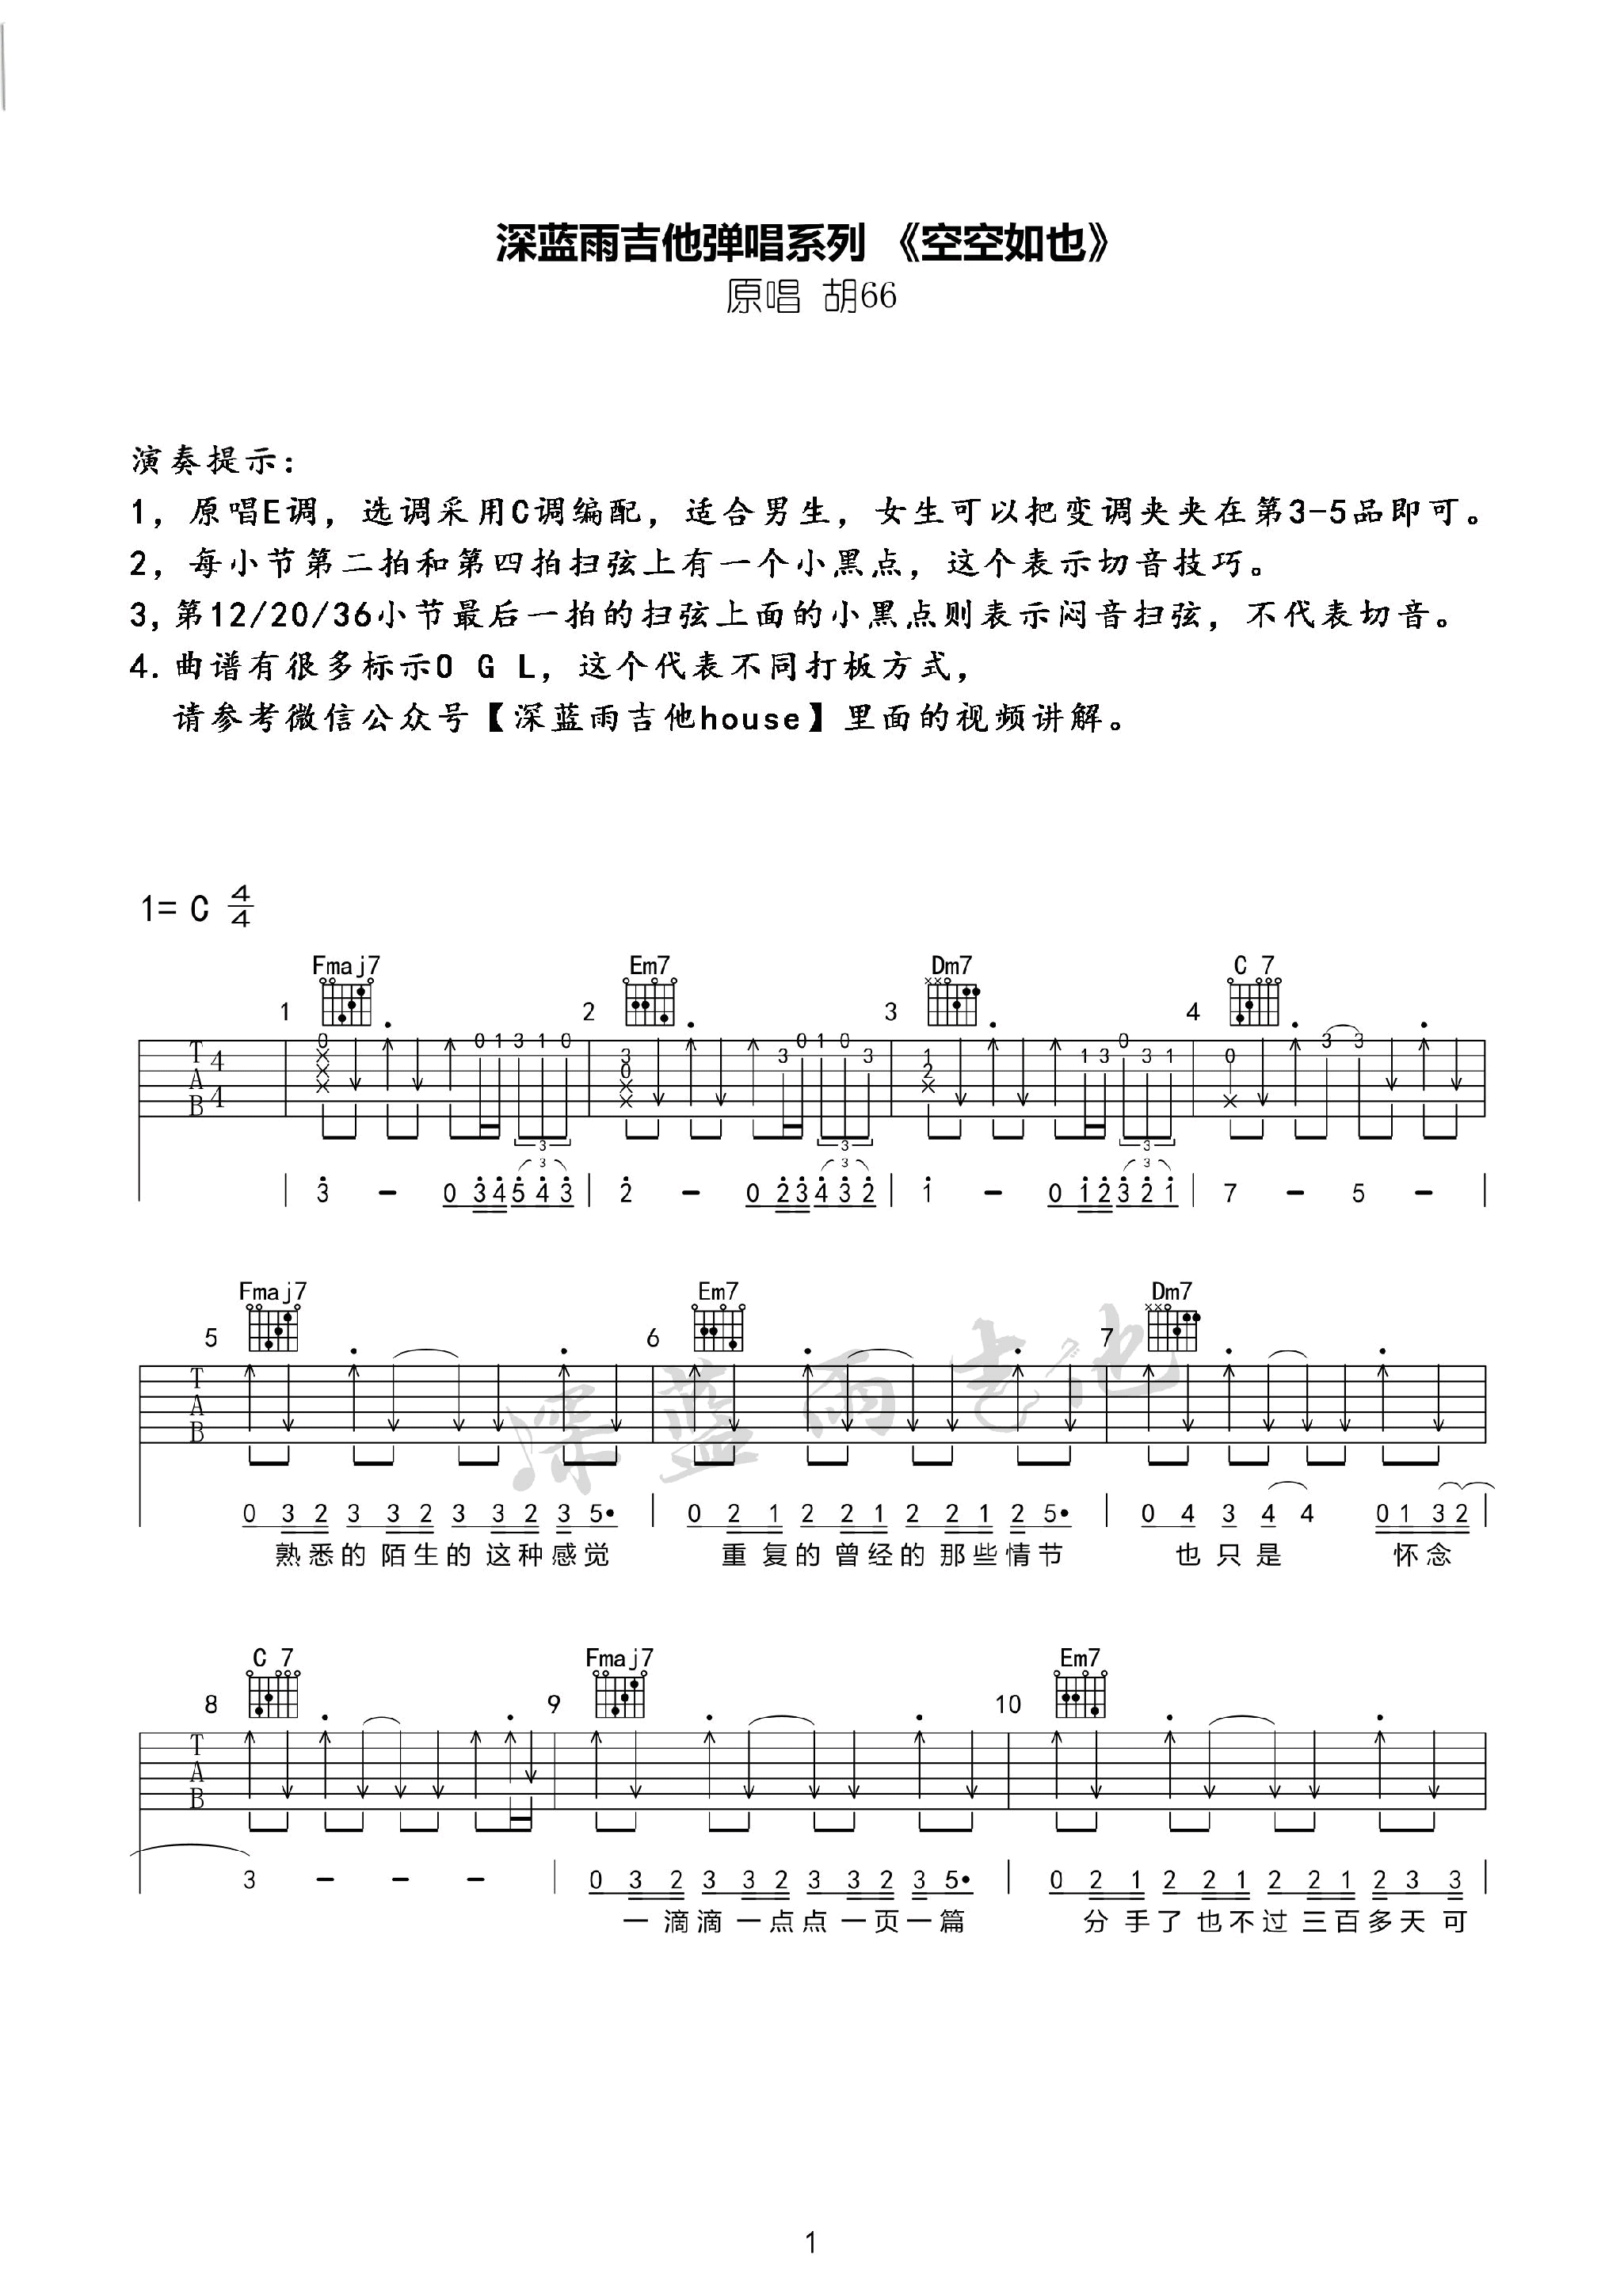 深蓝雨吉他弹唱系列 《空空如也》
原唱 胡66
演奏提示：
1，原唱E调，选调采用C调编配，适合男生，女生可以把变调夹夹在第3-5品即可。
2，每小节第二拍和第四拍扫弦上有一个小黑点，这个表示切音技巧。
3,第12/20/36小节最后一拍的扫弦上面的小黑点则表示闷音扫弦，不代表切音。
4.曲谱有很多标示O G L，这个代表不同打板方式，
请参考微信公众号【深蓝雨吉他house】里面的视频讲解。
1= C 4/4
Fmaj7 Em7 Dm7 C 7
1 2 3 4
T A B 4 4
0 0 1 3 1 0 3 0 3 0 1 0 3 1 2 1 3 0 3 1 0 3 3
3 3 3
3 3 3
3 - 0 3 4 5 4 3 | 2 - 0 2 3 4 3 2 | 1 - 0 1 2 3 2 1 | 7 - 5 - |
Fmaj7 Em7 Dm7
5 6 7
T A B
深蓝雨吉他
0 3 2 3 3 2 3 3 2 3 5• | 0 2 1 2 2 1 2 2 1 2 5• | 0 4 3 4 4 0 1 3 2
熟悉的陌生的这种感觉 重复的曾经的那些情节 也只是 怀念
C 7 Fmaj7 Em7
8 9 10
T A B
3 - - - | 0 3 2 3 3 2 3 3 2 3 5• | 0 2 1 2 2 1 2 2 1 2 3 3 |
一滴滴一点点一页一篇 分手了也不过三百多天可
1